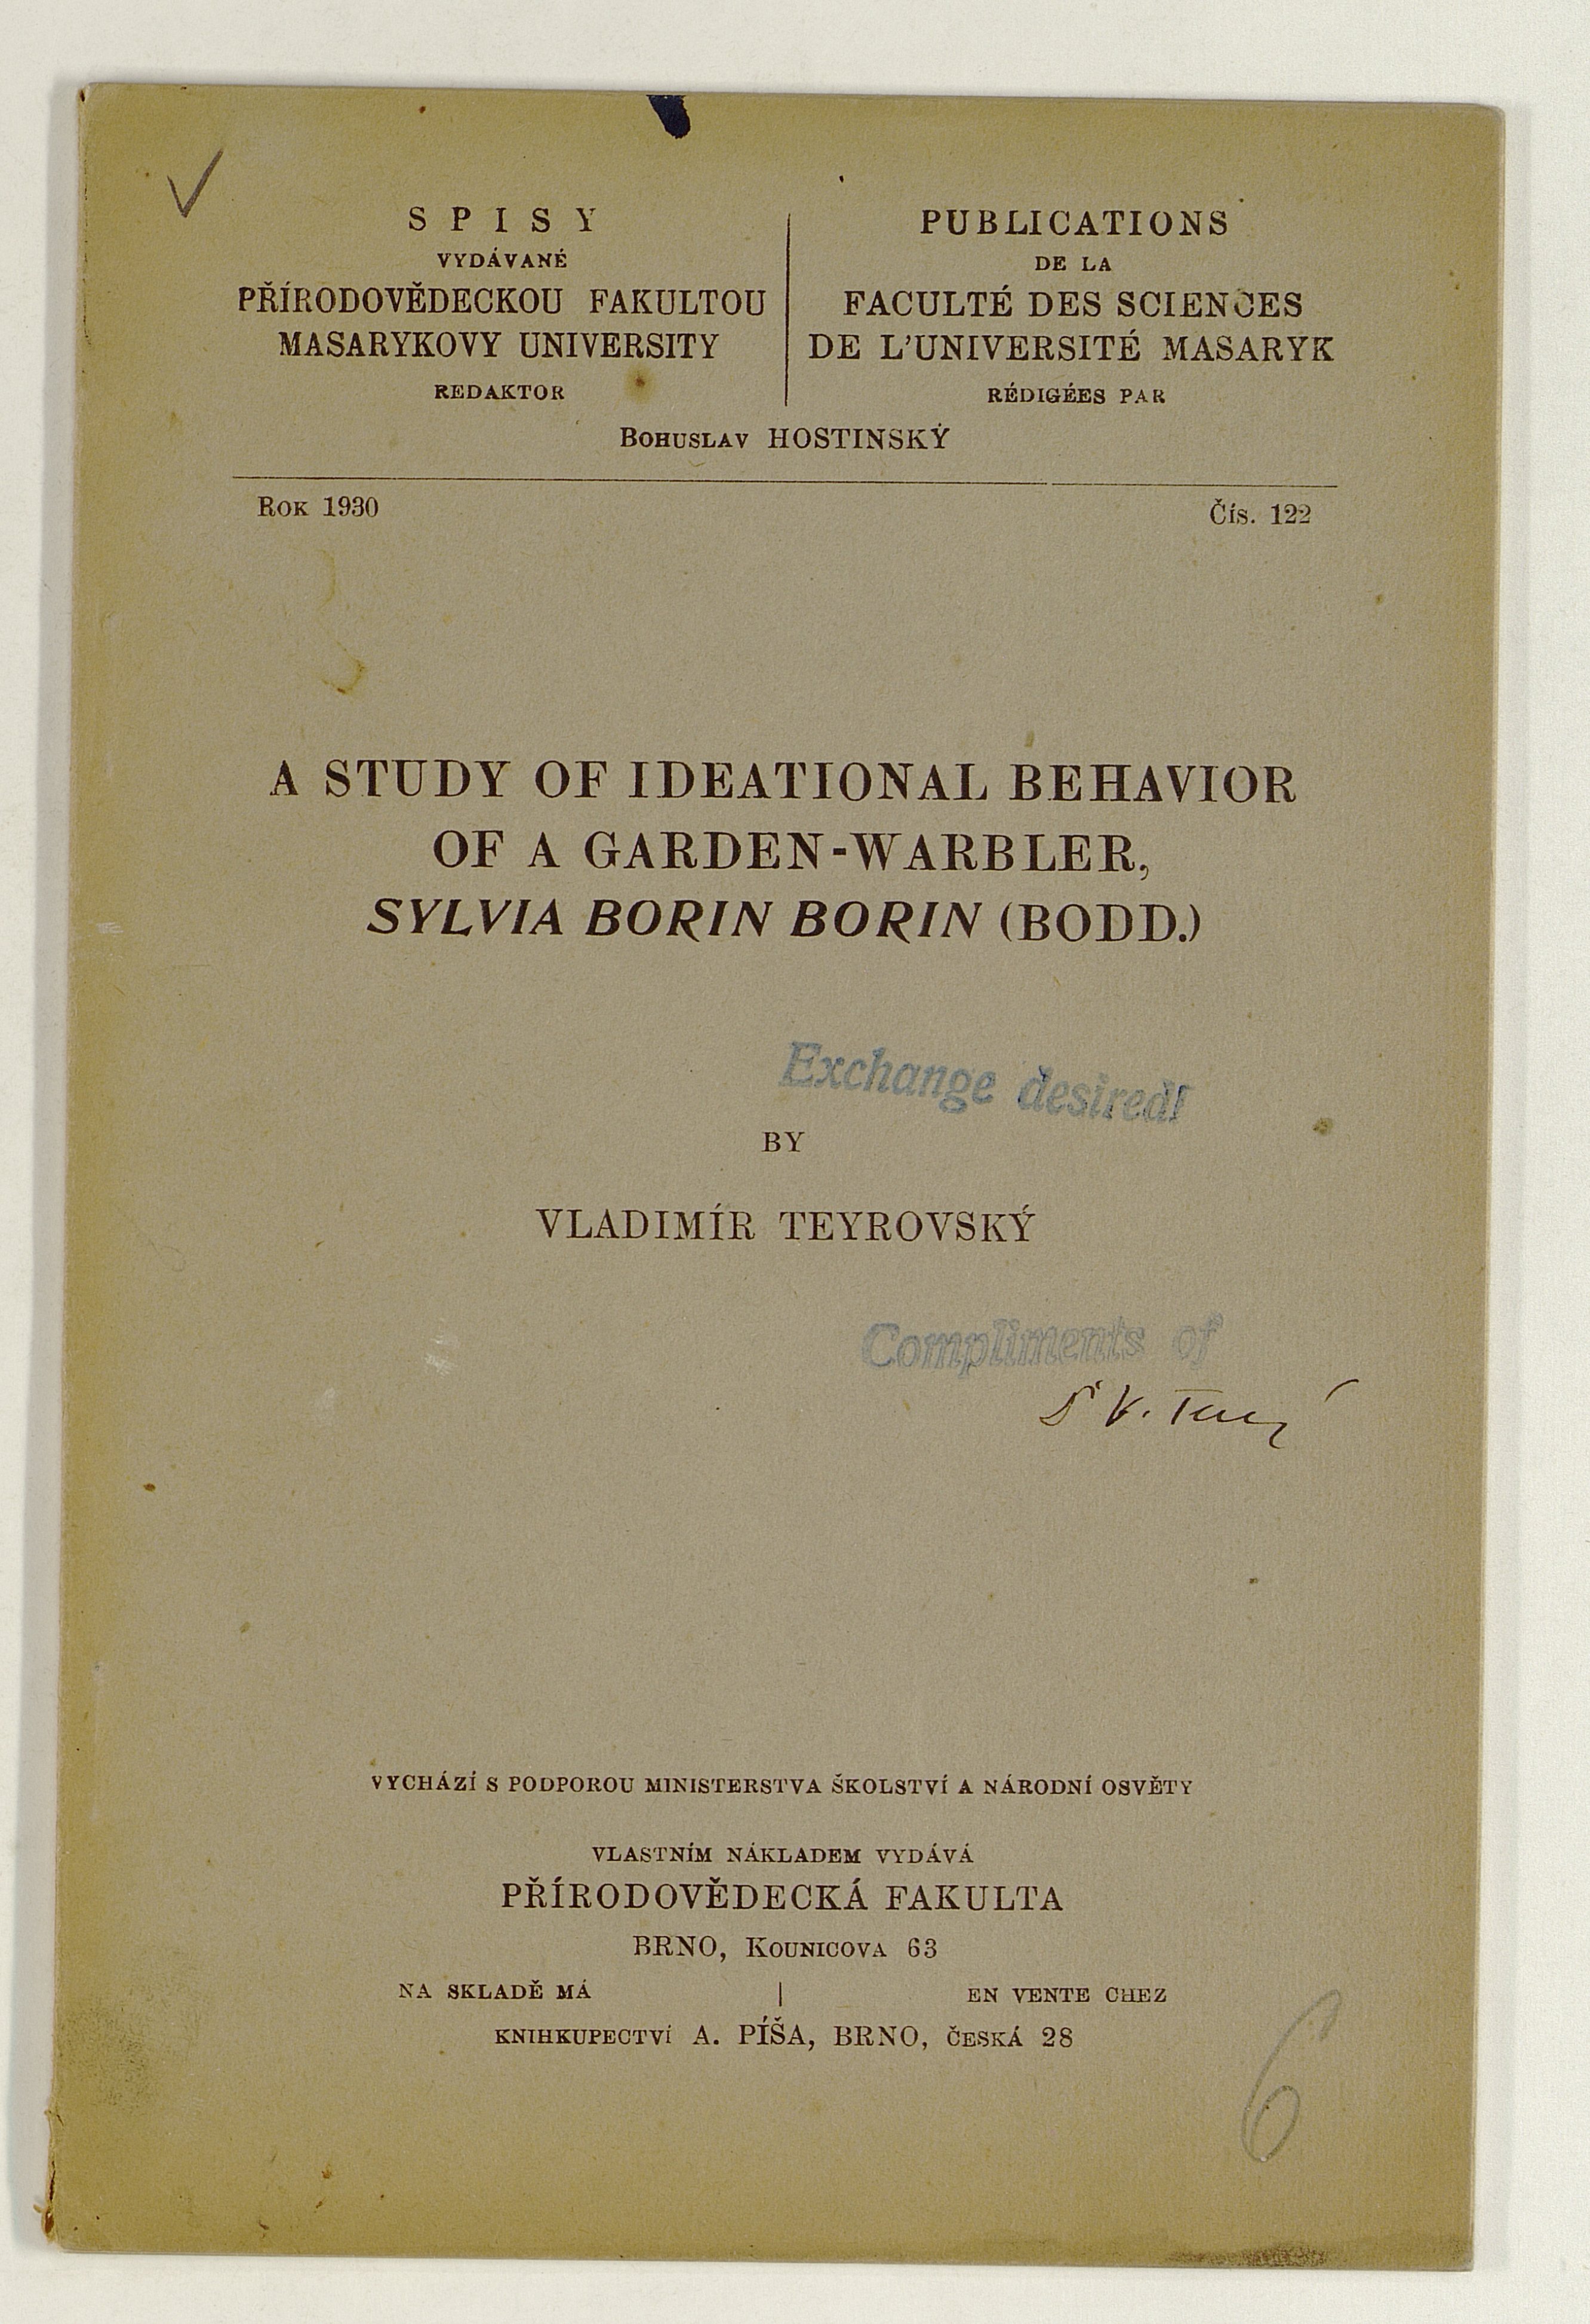 SPISY
VYDÁVANÉ
PŘÍRODOVĚDECKOU FAKULTOU
MASARYKOVY UNIVERSITY
REDAKTOR
PUBLICATIONS
DE LA
FACULTÉ DES SCIENCES
DE L'UNIVERSITÉ MASARYK
RÉDIGÉES PAR
BOHUSLAV HOSTINSKÝ
ROK 1930
ČÍS. 122
A STUDY OF IDEATIONAL BEHAVIOR
OF A GARDEN-WARBLER,
SYLVIA BORIN BORIN (BODD.)
Exchange desired!
BY
VLADIMÍR TEYROVSKÝ
Compliments of
V.
VYCHÁZÍ S PODPOROU MINISTERSTVA ŠKOLSTVÍ A NÁRODNÍ OSVĚTY
VLASTNÍM NÁKLADEM VYDÁVÁ
PŘÍRODOVĚDECKÁ FAKULTA
BRNO, KOUNICOVA 63
NA SKLADĚ MÁ | EN VENTE CHEZ
KNIHKUPECTVÍ A. PÍŠA, BRNO, ČESKÁ 28
6